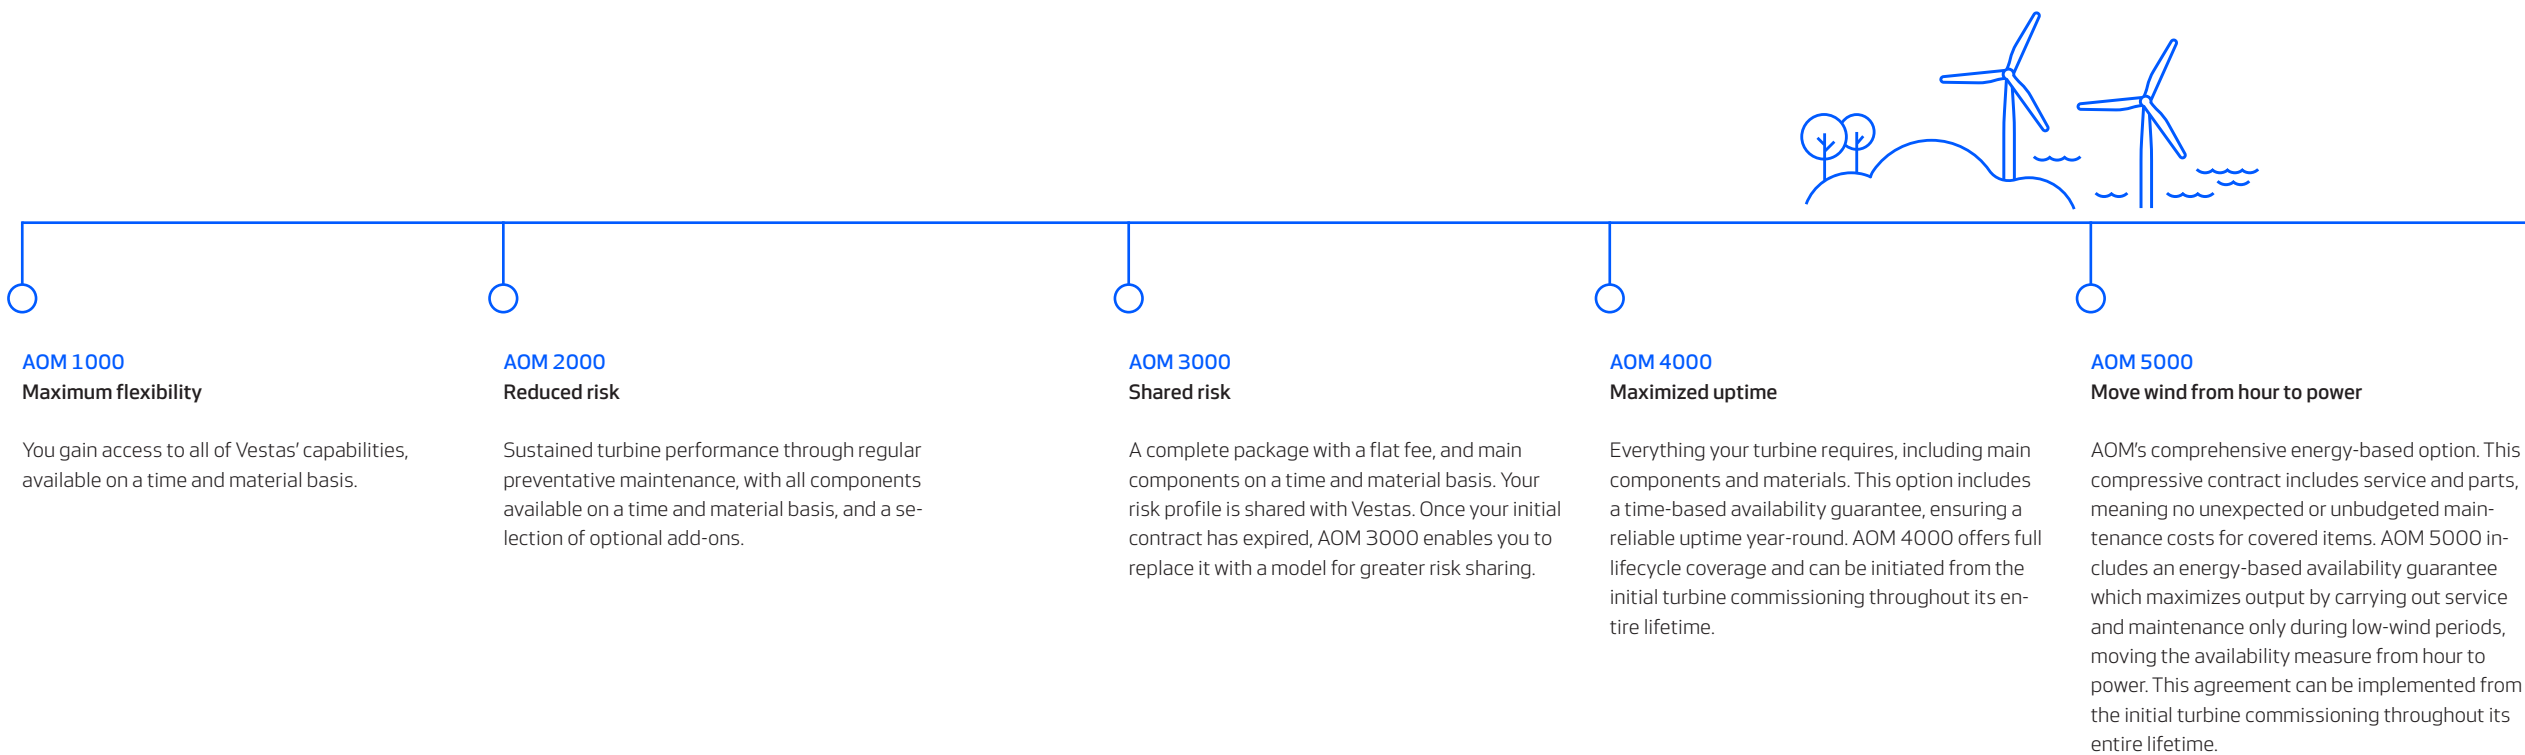 AOM 1000
Maximum flexibility
You gain access to all of Vestas’ capabilities,
available on a time and material basis.
AOM 2000
Reduced risk
Sustained turbine performance through regular
preventative maintenance, with all components
available on a time and material basis, and a se-
lection of optional add-ons.
AOM 3000
Shared risk
A complete package with a flat fee, and main
components on a time and material basis. Your
risk profile is shared with Vestas. Once your initial
contract has expired, AOM 3000 enables you to
replace it with a model for greater risk sharing.
AOM 4000
Maximized uptime
Everything your turbine requires, including main
components and materials. This option includes
a time-based availability guarantee, ensuring a
reliable uptime year-round. AOM 4000 offers full
lifecycle coverage and can be initiated from the
initial turbine commissioning throughout its en-
tire lifetime.
AOM 5000
Move wind from hour to power
AOM’s comprehensive energy-based option. This
compressive contract includes service and parts,
meaning no unexpected or unbudgeted main-
tenance costs for covered items. AOM 5000 in-
cludes an energy-based availability guarantee
which maximizes output by carrying out service
and maintenance only during low-wind periods,
moving the availability measure from hour to
power. This agreement can be implemented from
the initial turbine commissioning throughout its
entire lifetime.